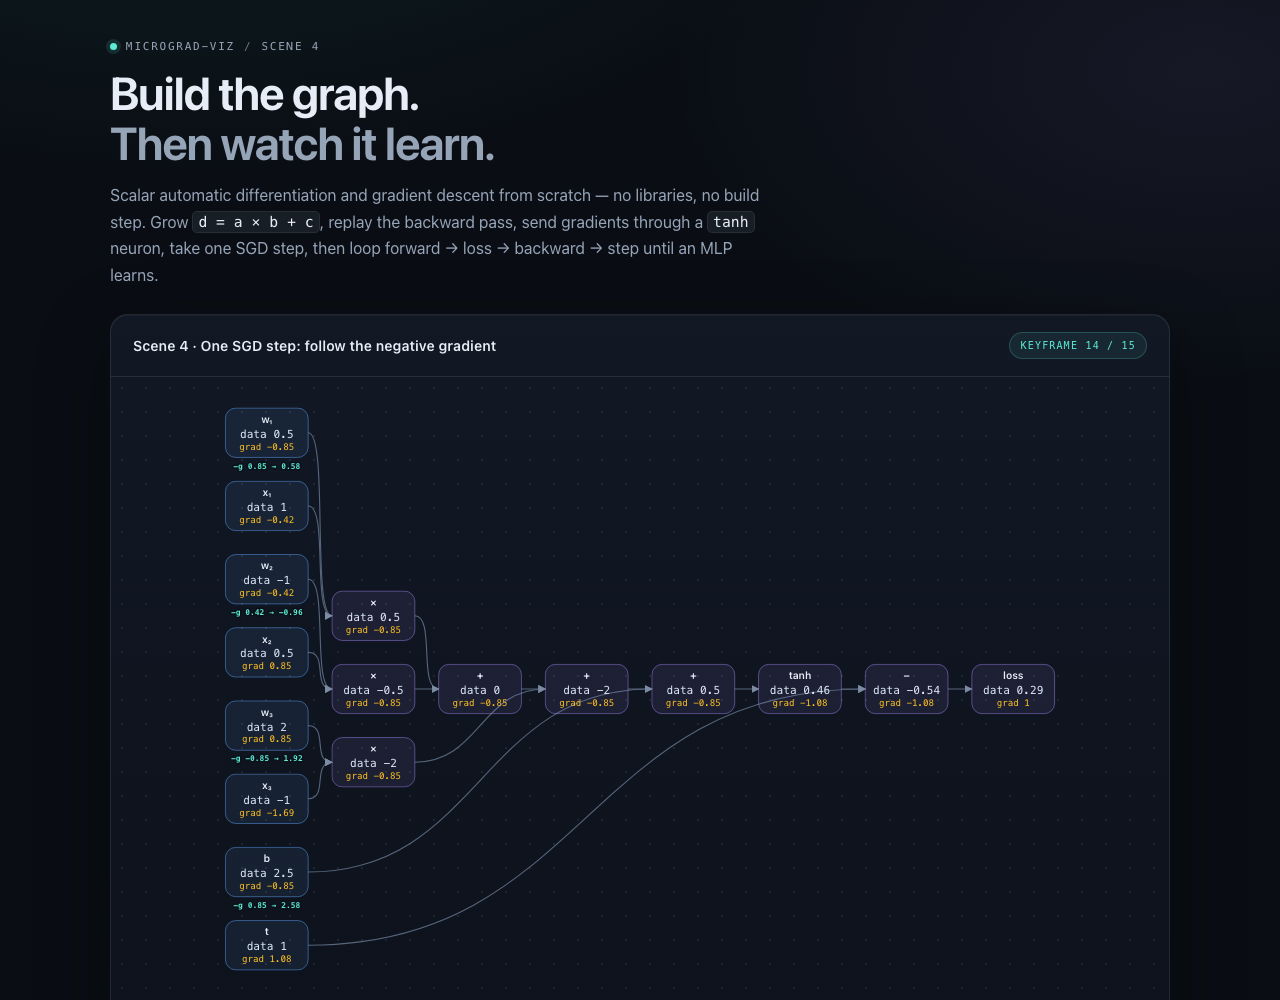 MICROGRAD-VIZ / SCENE 4
Build the graph.
Then watch it learn.
Scalar automatic differentiation and gradient descent from scratch — no libraries, no build
step. Grow d = a × b + c, replay the backward pass, send gradients through a tanh
neuron, take one SGD step, then loop forward → loss → backward → step until an MLP
learns.
Scene 4 · One SGD step: follow the negative gradient
KEYFRAME 14 / 15
w₁
data 0.5
grad −0.85
−g 0.85 → 0.58
x₁
data 1
grad −0.42
w₂
data −1
grad −0.42
−g 0.42 → −0.96
x₂
data 0.5
grad 0.85
w₃
data 2
grad 0.85
−g −0.85 → 1.92
x₃
data −1
grad −1.69
b
data 2.5
grad −0.85
−g 0.85 → 2.58
t
data 1
grad 1.08
×
data 0.5
grad −0.85
×
data −0.5
grad −0.85
×
data −2
grad −0.85
+
data 0
grad −0.85
+
data −2
grad −0.85
+
data 0.5
grad −0.85
tanh
data 0.46
grad −1.08
−
data −0.54
grad −1.08
loss
data 0.29
grad 1